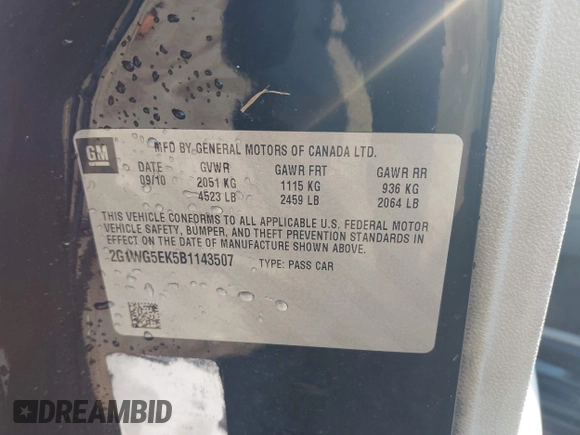 GM
MFD BY GENERAL MOTORS OF CANADA LTD.
DATE GVWR GAWR FRT GAWR RR
09/10 2051 KG 1115 KG 936 KG
4523 LB 2459 LB 2064 LB
THIS VEHICLE CONFORMS TO ALL APPLICABLE U.S. FEDERAL MOTOR
VEHICLE SAFETY, BUMPER, AND THEFT PREVENTION STANDARDS IN
EFFECT ON THE DATE OF MANUFACTURE SHOWN ABOVE.
2G1WG5EK5B1143507 TYPE: PASS CAR
DREAMBID